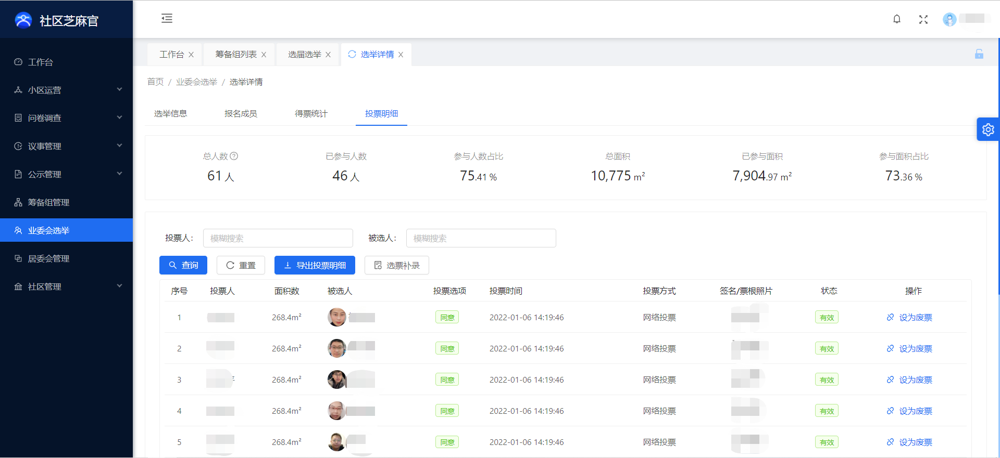 社区芝麻官
工作台
小区运营
问卷调查
议事管理
公示管理
筹备组管理
业委会选举
居委会管理
社区管理
工作台 筹备组列表 选届选举 选举详情
首页 / 业委会选举 / 选举详情
选举信息 报名成员 得票统计 投票明细
总人数 已参与人数 参与人数占比 总面积 已参与面积 参与面积占比
61 人 46 人 75.41 % 10,775 m² 7,904.97 m² 73.36 %
投票人: 模糊搜索 被选人: 模糊搜索
查询 重置 导出投票明细 选票补录
序号 投票人 面积数 被选人 投票选项 投票时间 投票方式 签名/票根照片 状态 操作
1 268.4m² 同意 2022-01-06 14:19:46 网络投票 有效 设为废票
2 268.4m² 同意 2022-01-06 14:19:46 网络投票 有效 设为废票
3 268.4m² 同意 2022-01-06 14:19:46 网络投票 有效 设为废票
4 268.4m² 同意 2022-01-06 14:19:46 网络投票 有效 设为废票
5 268.4m² 同意 2022-01-06 14:19:46 网络投票 有效 设为废票